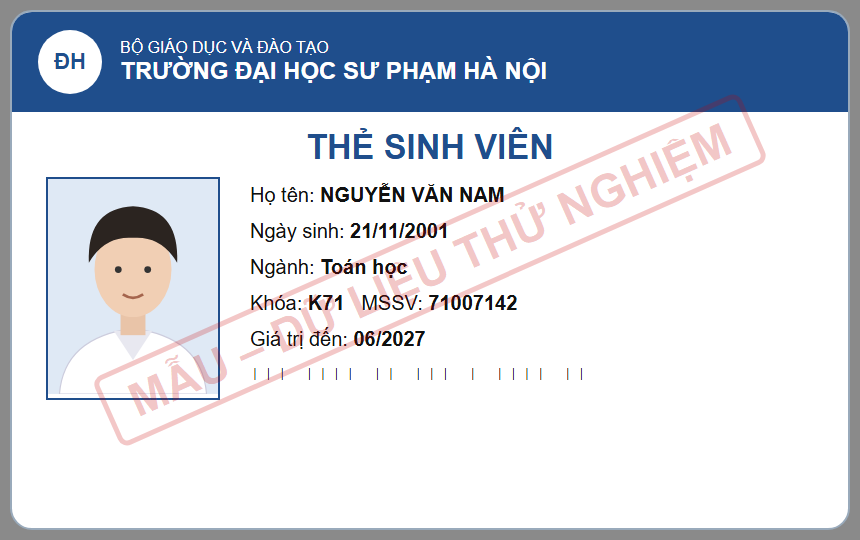 ĐH
BỘ GIÁO DỤC VÀ ĐÀO TẠO
TRƯỜNG ĐẠI HỌC SƯ PHẠM HÀ NỘI
THẺ SINH VIÊN
Họ tên: NGUYỄN VĂN NAM
Ngày sinh: 21/11/2001
Ngành: Toán học
Khóa: K71 MSSV: 71007142
Giá trị đến: 06/2027
MẪU – DỮ LIỆU THỬ NGHIỆM